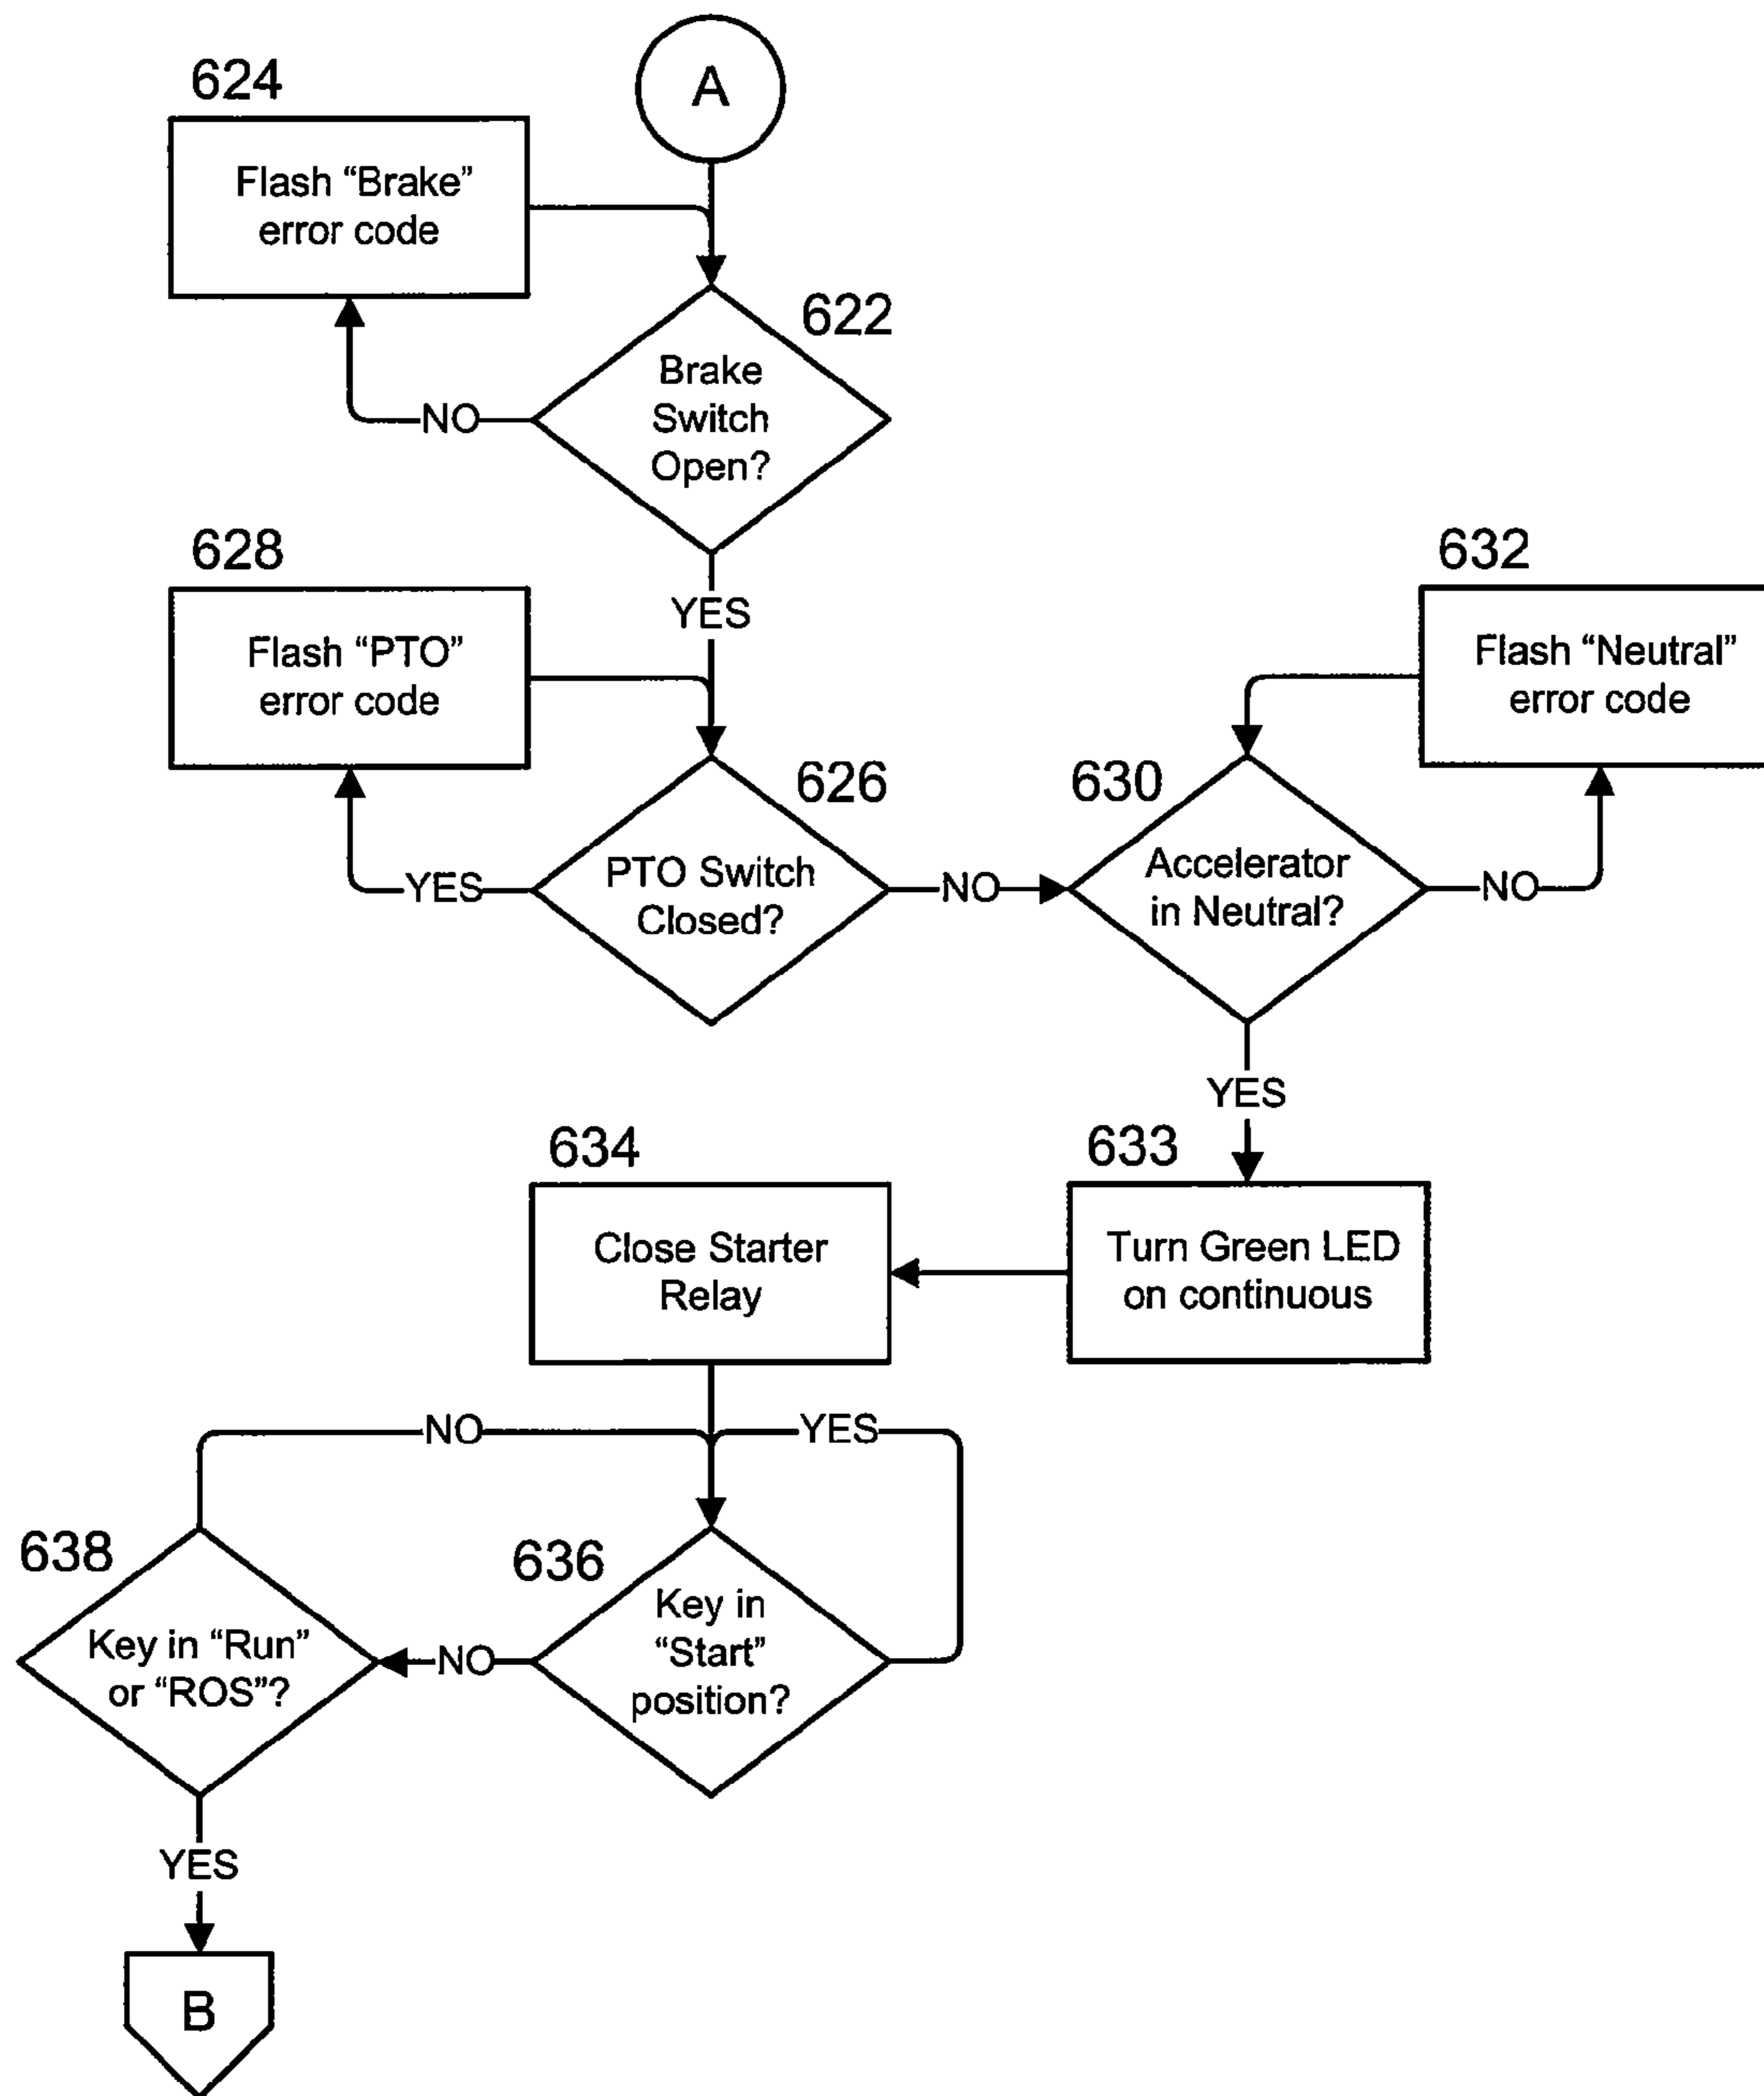 A
624
Flash “Brake”
error code
622
Brake
Switch
Open?
NO
YES
628
Flash “PTO”
error code
626
PTO Switch
Closed?
YES
NO
630
Accelerator
in Neutral?
632
Flash “Neutral”
error code
NO
YES
633
Turn Green LED
on continuous
634
Close Starter
Relay
NO
YES
636
Key in
“Start”
position?
NO
638
Key in “Run”
or “ROS”?
YES
B